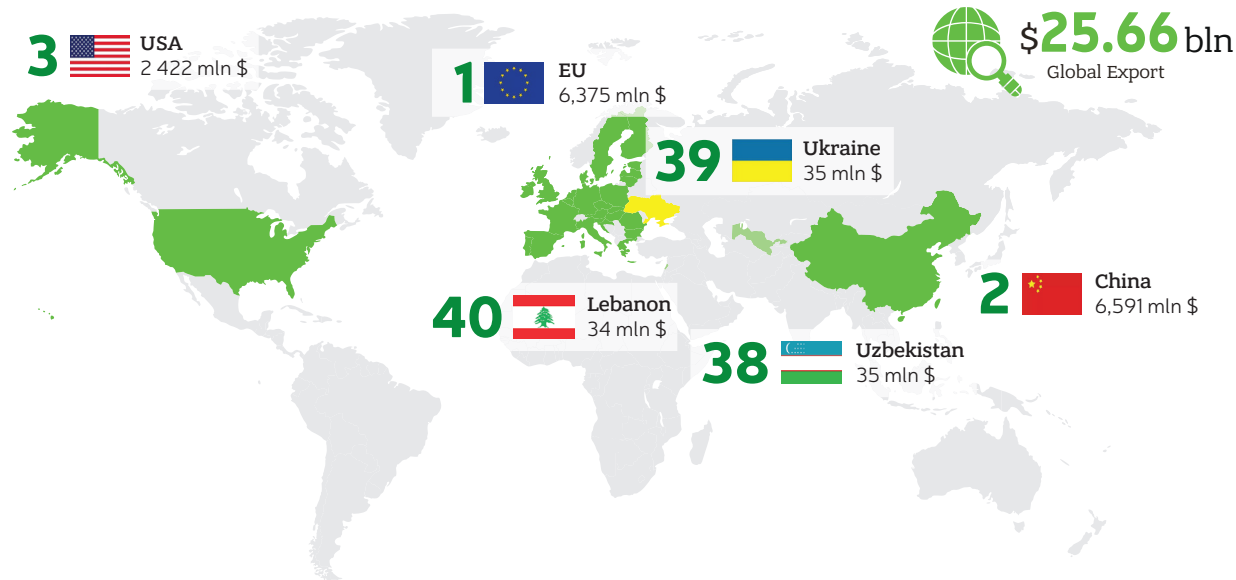 3
USA
2 422 mln $
1
EU
6,375 mln $
$25.66 bln
Global Export
39
Ukraine
35 mln $
2
China
6,591 mln $
40
Lebanon
34 mln $
38
Uzbekistan
35 mln $